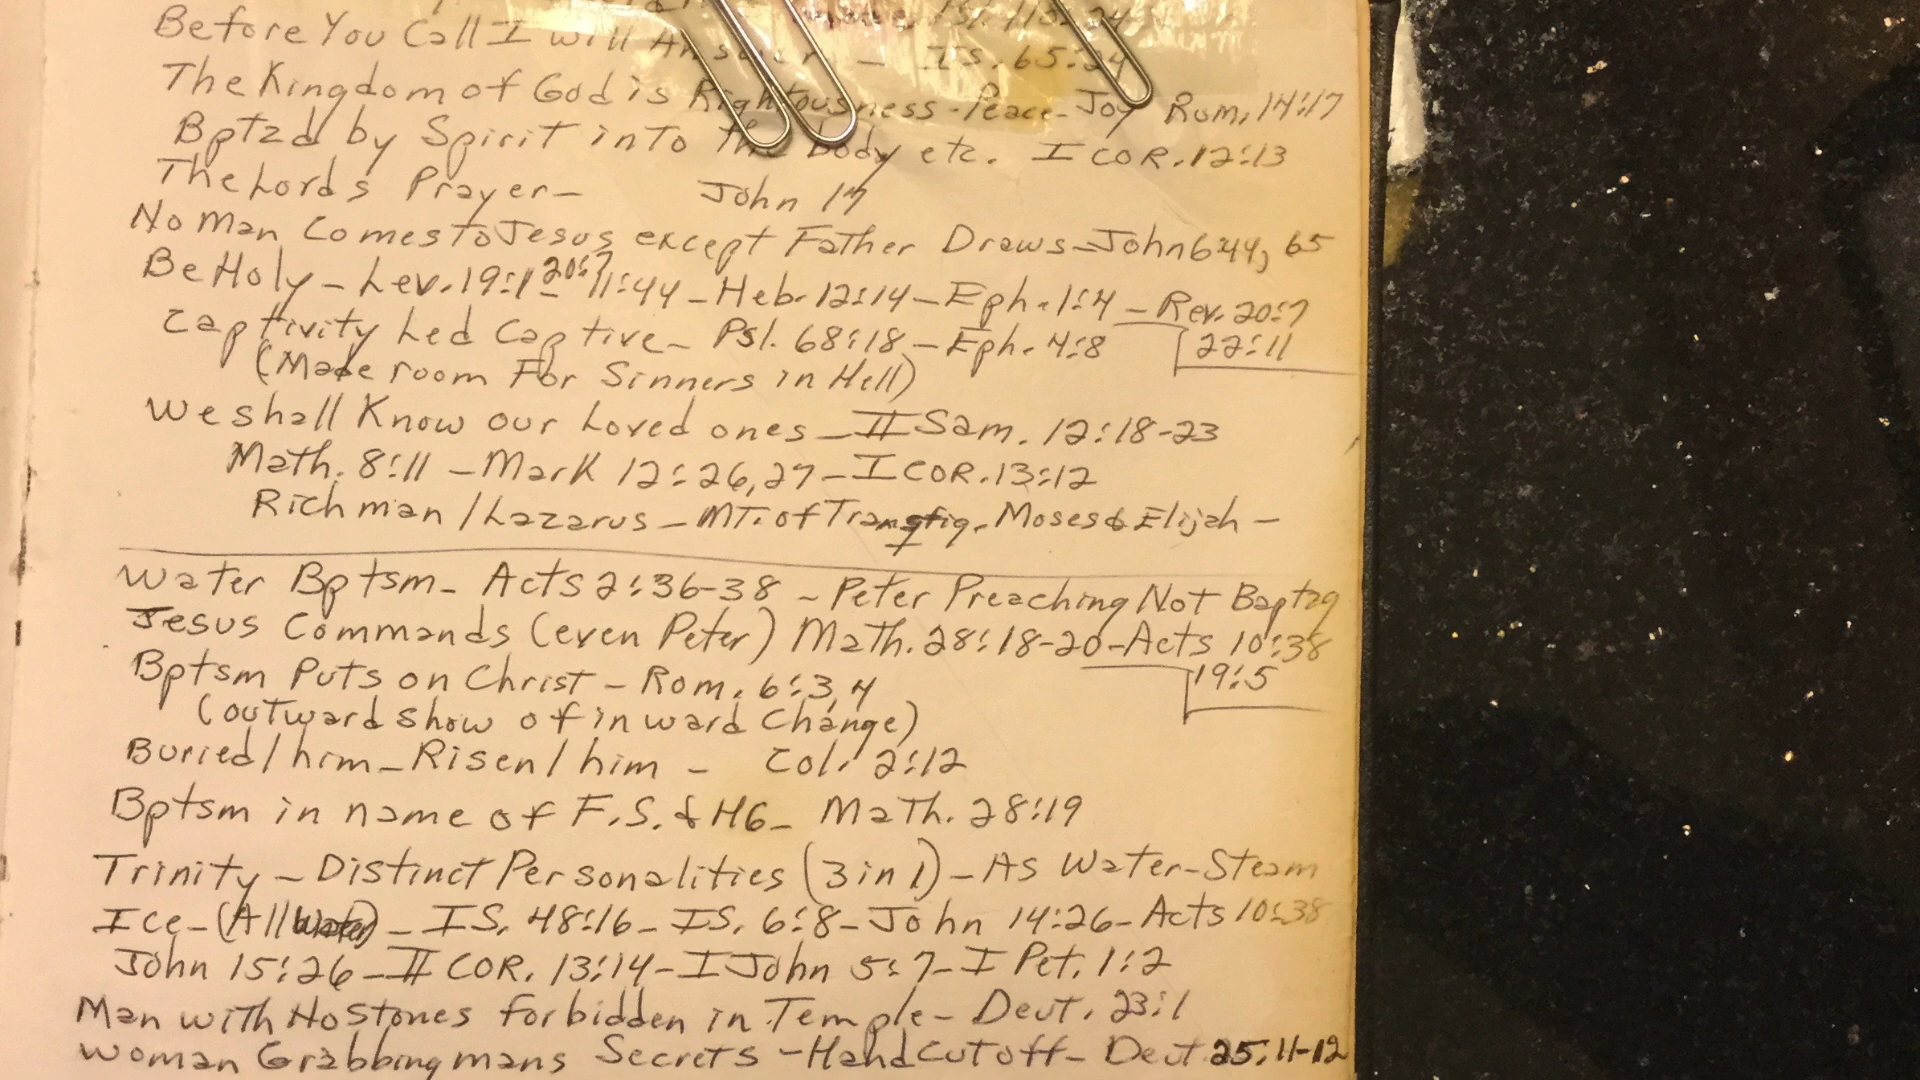 Psl. 118:24
Before You Call I will Answer - IS. 65:24
The Kingdom of God is Rightousness - Peace - Joy Rom. 14:17
Bptzd by Spirit into the body etc. I COR. 12:13
The Lords Prayer - John 17
No Man Comes to Jesus except Father Draws - John 6:44, 65
Be Holy - Lev. 19:1 - 20:7 11:44 - Heb. 12:14 - Eph. 1:4 - Rev. 20:7
Captivity Led Captive - Psl. 68:18 - Eph. 4:8 22:11
(Made room For Sinners in Hell)
We shall Know our Loved ones - II Sam. 12:18-23
Math. 8:11 - Mark 12:26,27 - I COR. 13:12
Rich man / Lazarus - MT. of Transfig. Moses & Elijah -
Water Bptsm - Acts 2:36-38 - Peter Preaching Not Baptzg
Jesus Commands (even Peter) Math. 28:18-20 - Acts 10:38
Bptsm Puts on Christ - Rom. 6:3,4 19:5
(outward show of inward Change)
Buried / him - Risen / him - Col. 2:12
Bptsm in name of F.S. & HG - Math. 28:19
Trinity - Distinct Personalities (3 in 1) - As Water - Steam
Ice - (All Water) - IS. 48:16 - IS. 6:8 - John 14:26 - Acts 10:38
John 15:26 - II COR. 13:14 - I John 5:7 - I Pet. 1:2
Man with No Stones forbidden in Temple - Deut. 23:1
Woman Grabbing mans Secrets - Hand Cut off - Deut 25:11-12